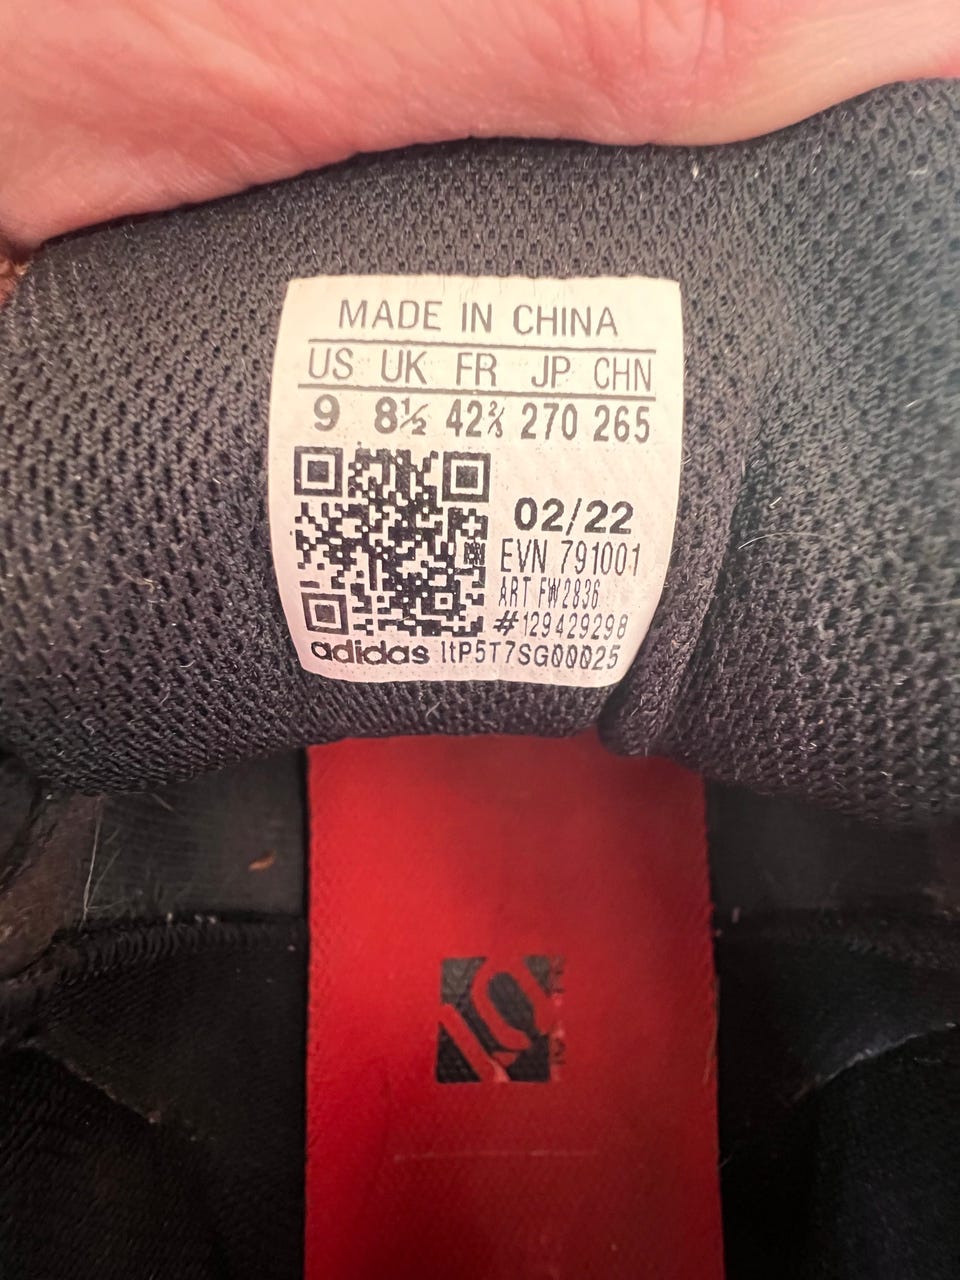 MADE IN CHINA
US UK FR JP CHN
9 8½ 42⅔ 270 265
02/22
EVN 791001
ART FW2836
#129429298
adidas 1tP5T7SG00025